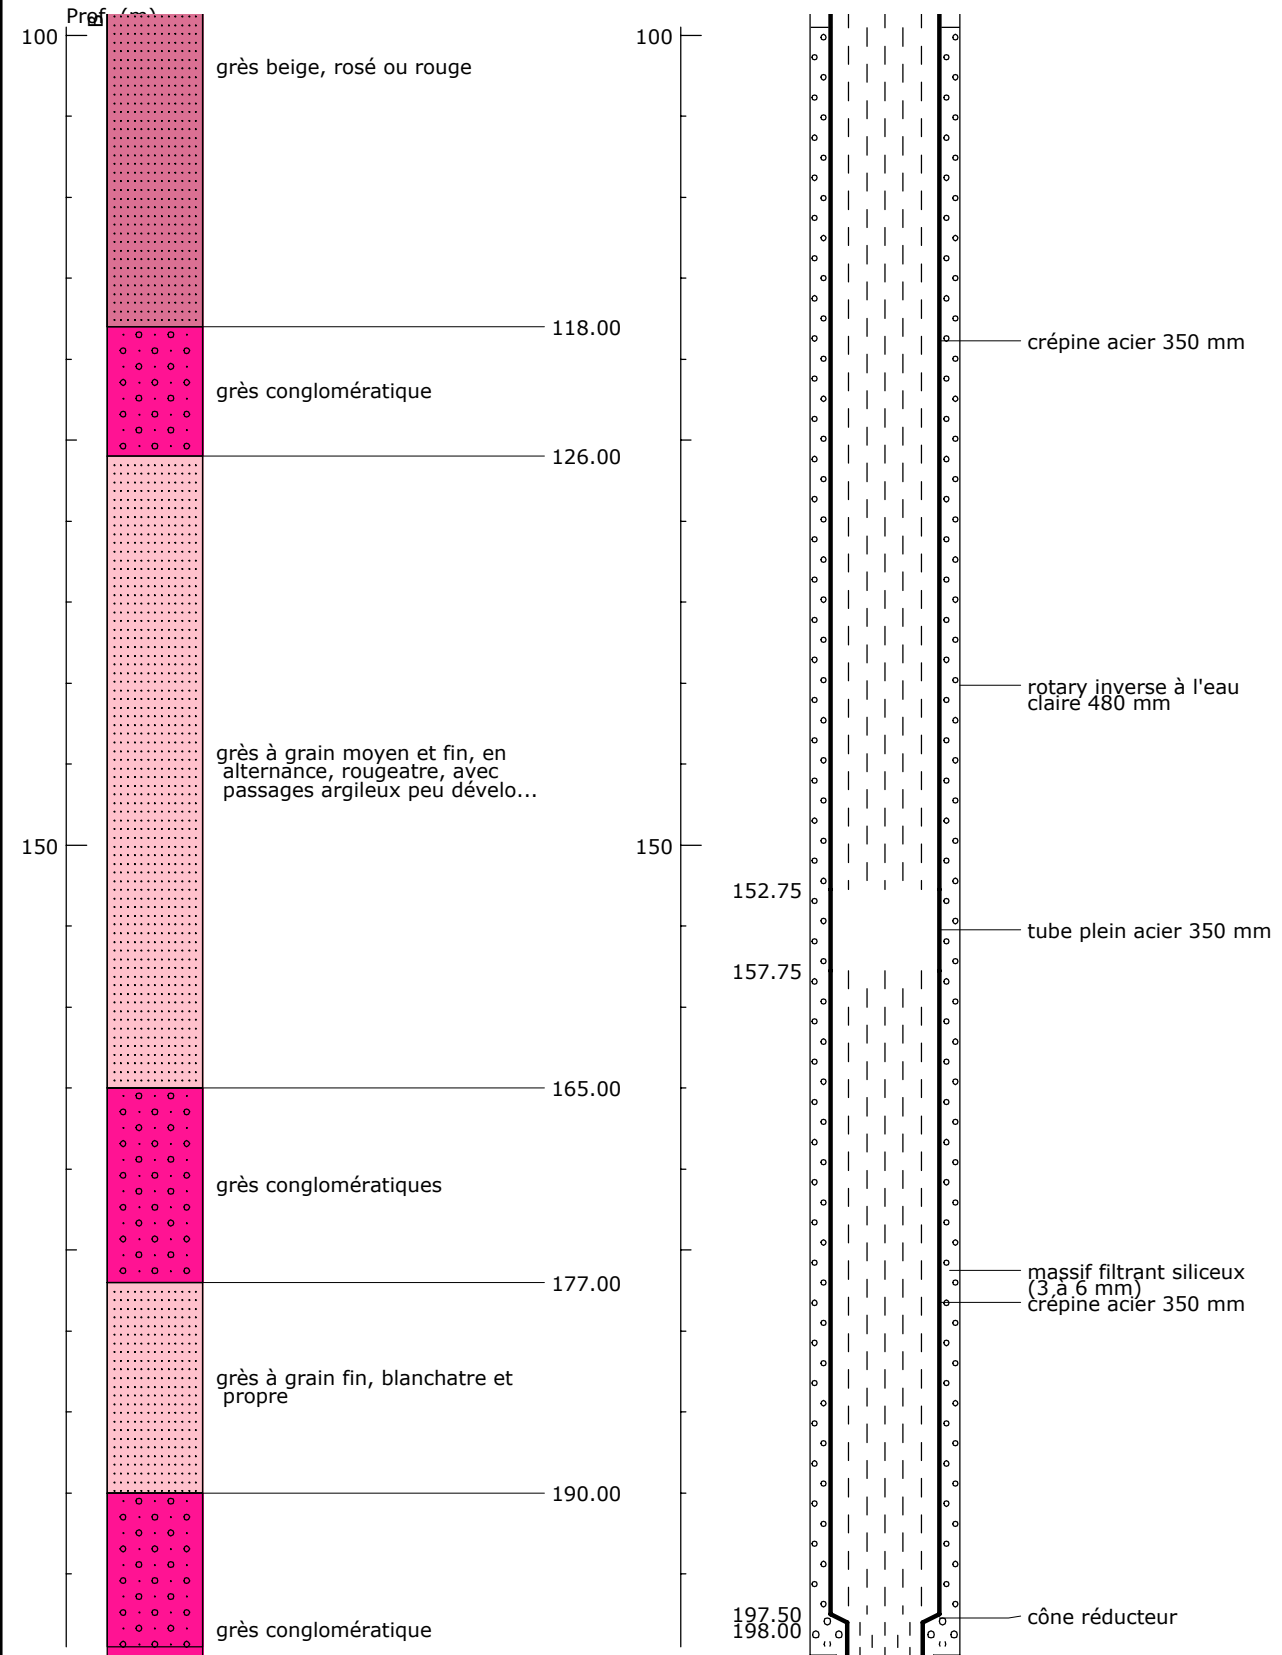 Prof. (m)
100
grès beige, rosé ou rouge
118.00
grès conglomératique
126.00
grès à grain moyen et fin, en
alternance, rougeatre, avec
passages argileux peu dévelo...
150
165.00
grès conglomératiques
177.00
grès à grain fin, blanchatre et
propre
190.00
grès conglomératique
100
crépine acier 350 mm
rotary inverse à l'eau
claire 480 mm
150
152.75
tube plein acier 350 mm
157.75
massif filtrant siliceux
(3 à 6 mm)
crépine acier 350 mm
197.50
cône réducteur
198.00